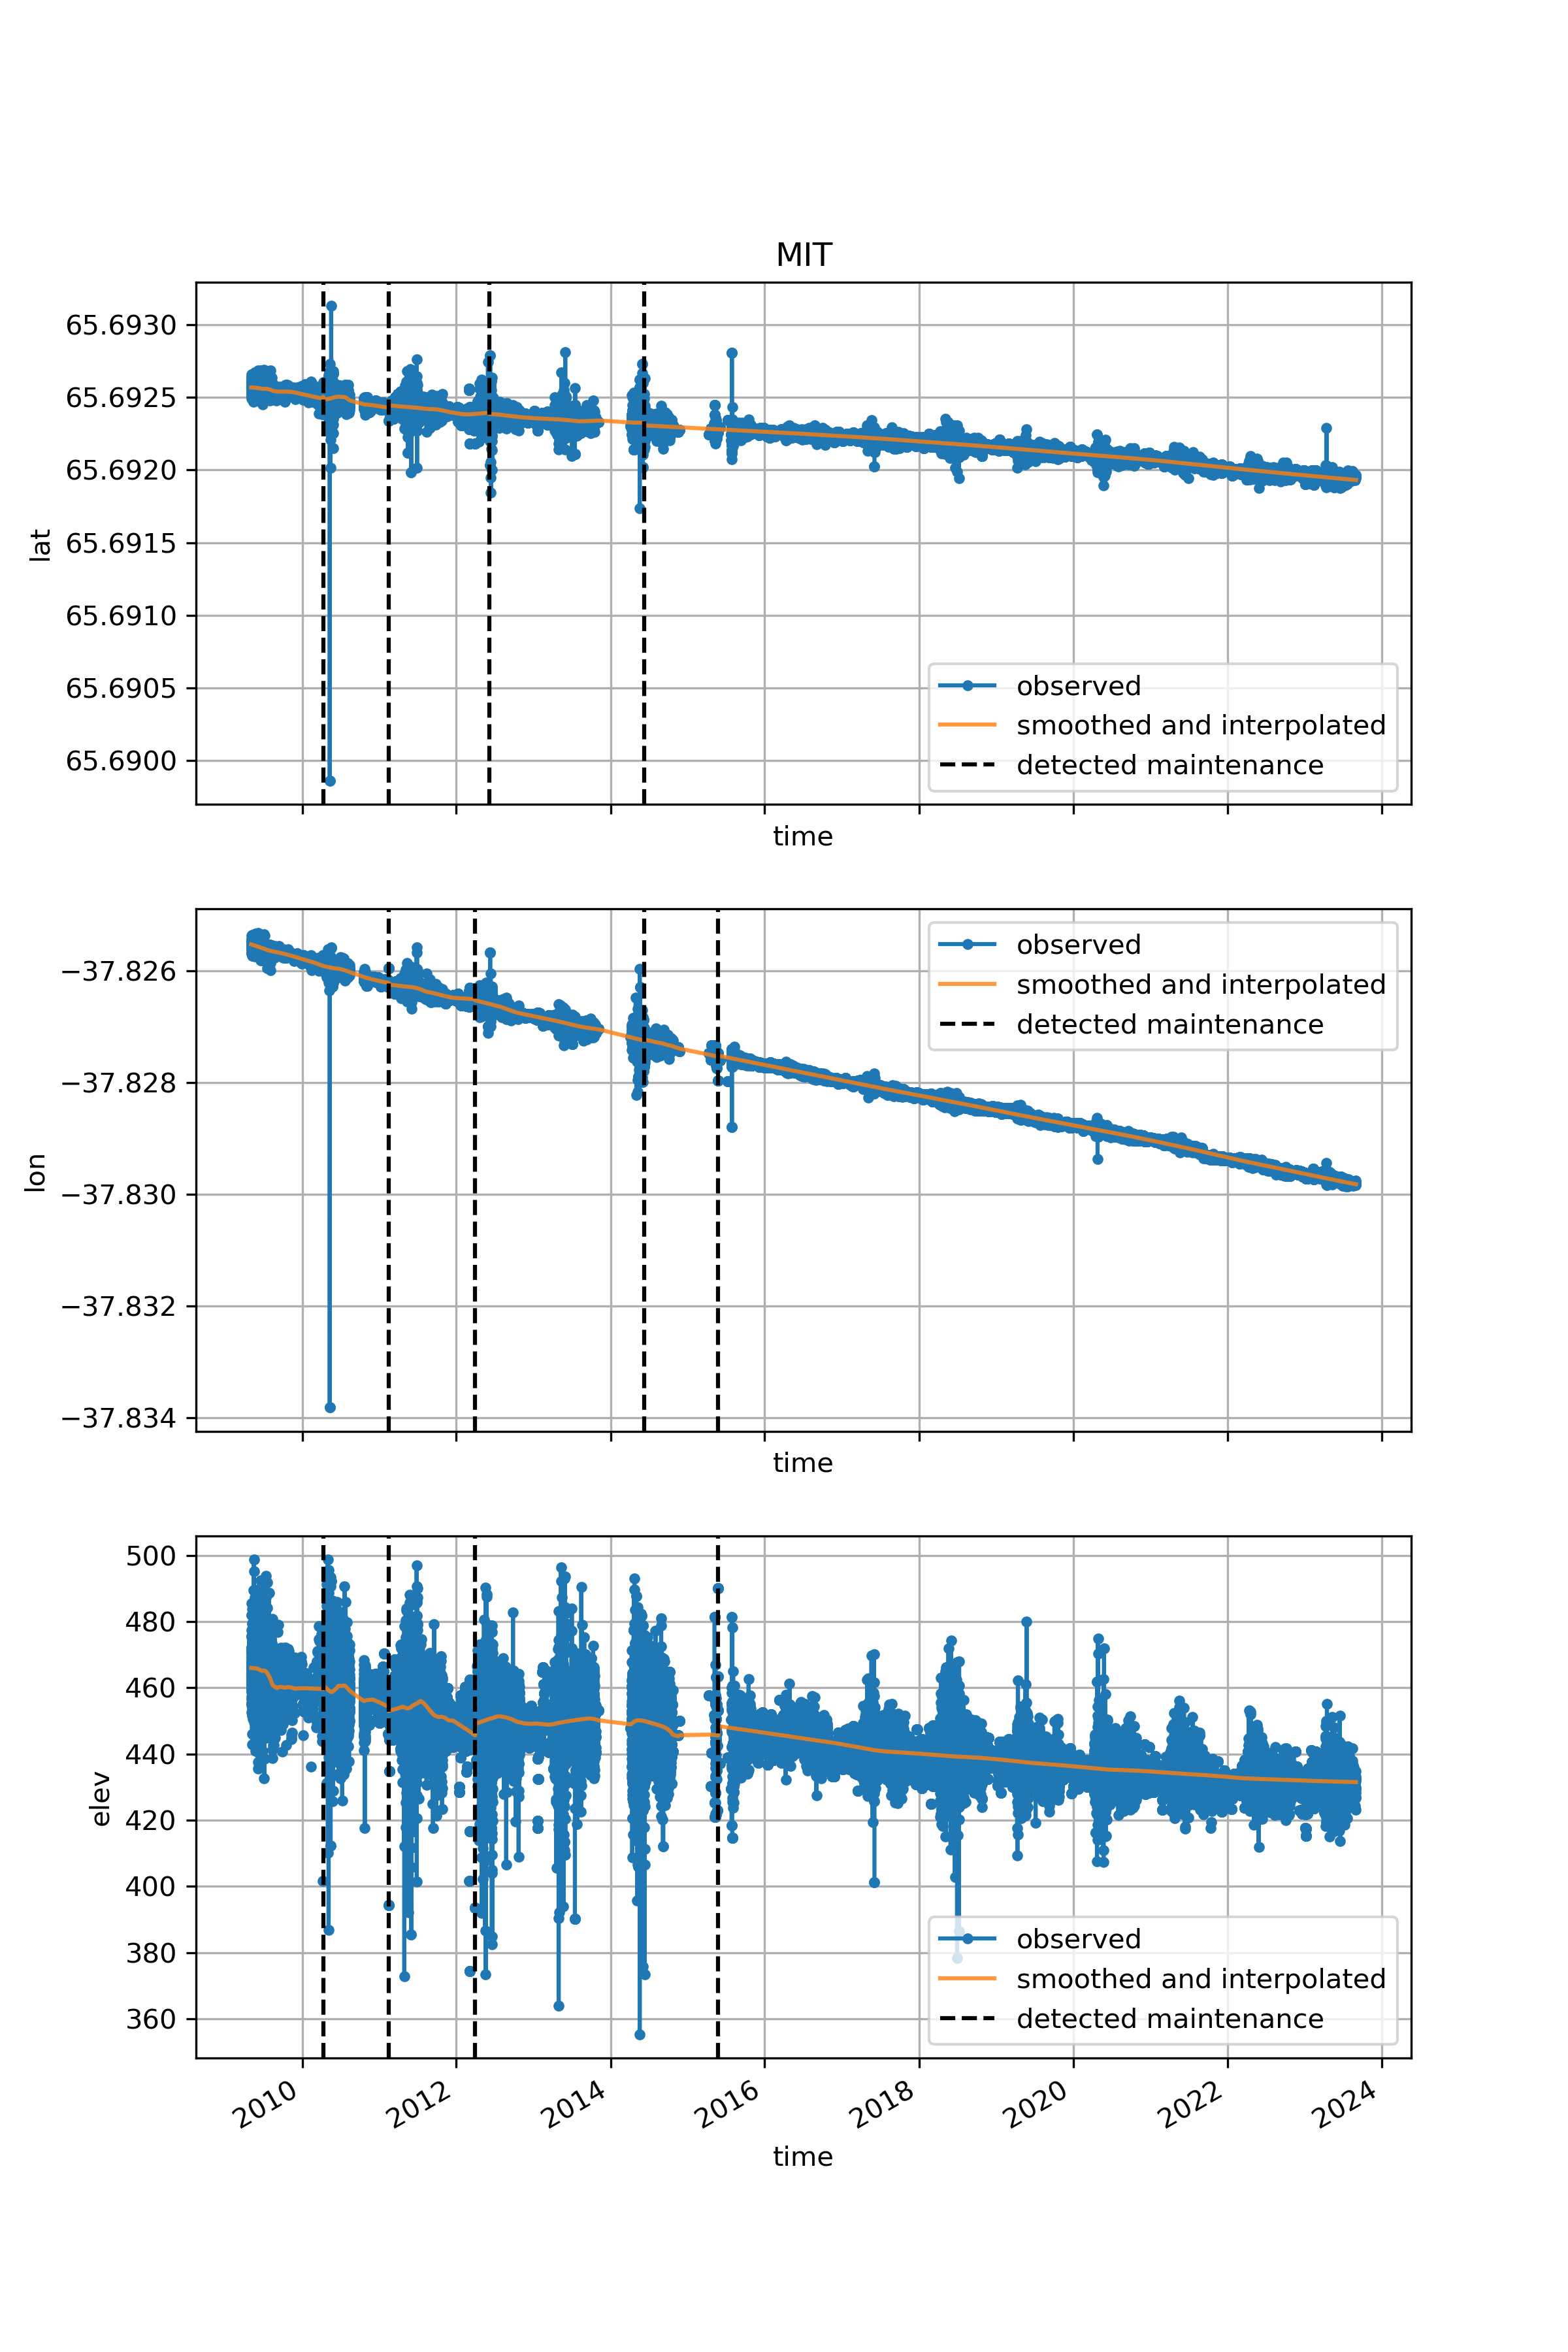 MIT
65.6930
65.6925
65.6920
65.6915
65.6910
65.6905
65.6900
lat
observed
smoothed and interpolated
detected maintenance
time
−37.826
−37.828
−37.830
−37.832
−37.834
lon
observed
smoothed and interpolated
detected maintenance
time
500
480
460
440
420
400
380
360
elev
observed
smoothed and interpolated
detected maintenance
2010 2012 2014 2016 2018 2020 2022 2024
time